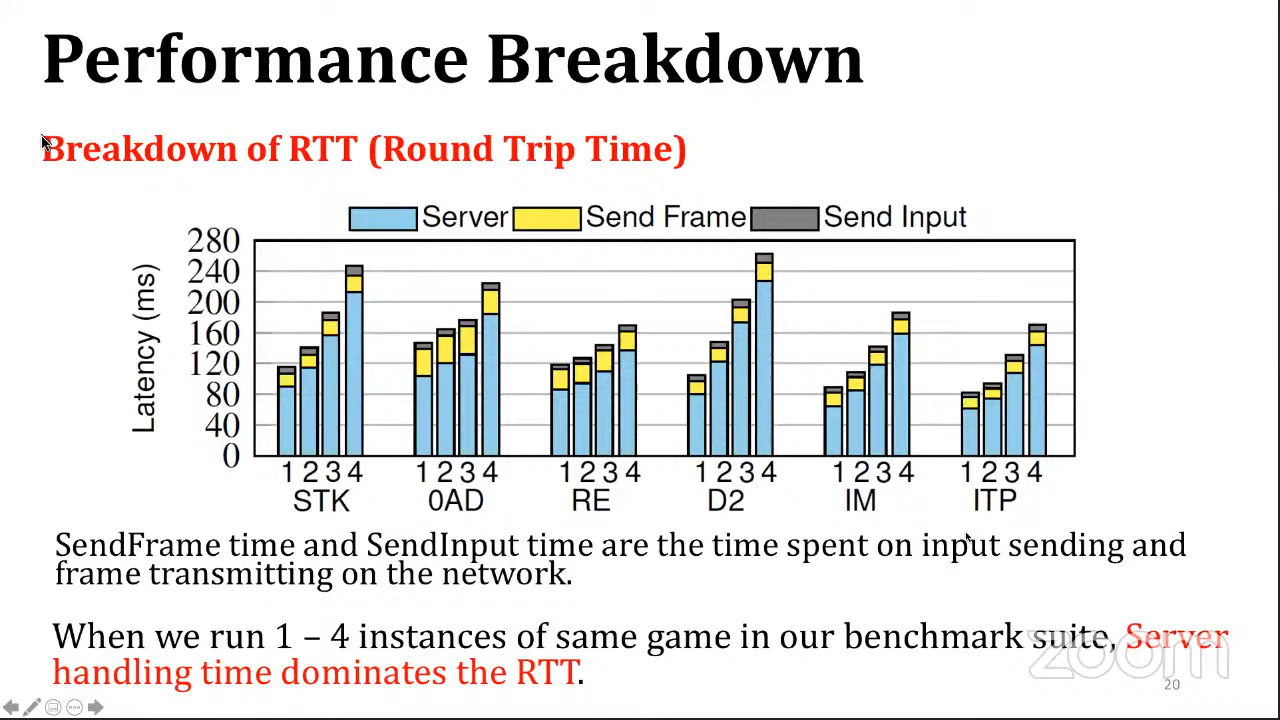 Performance Breakdown
Breakdown of RTT (Round Trip Time)
Server Send Frame Send Input
Latency (ms)
280
240
200
160
120
80
40
0
1 2 3 4 1 2 3 4 1 2 3 4 1 2 3 4 1 2 3 4 1 2 3 4
STK 0AD RE D2 IM ITP
SendFrame time and SendInput time are the time spent on input sending and
frame transmitting on the network.
When we run 1 – 4 instances of same game in our benchmark suite, Server
handling time dominates the RTT.
zoom
20